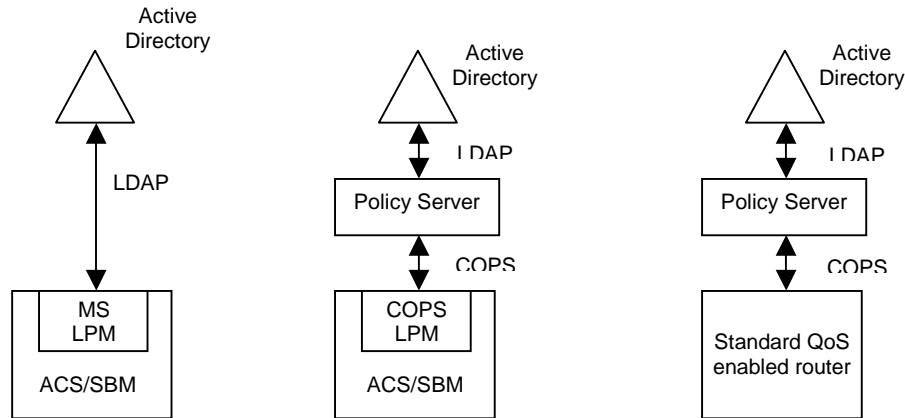 Active
Directory
LDAP
MS
LPM
ACS/SBM
Active
Directory
LDAP
Policy Server
COPS
COPS
LPM
ACS/SBM
Active
Directory
LDAP
Policy Server
COPS
Standard QoS
enabled router